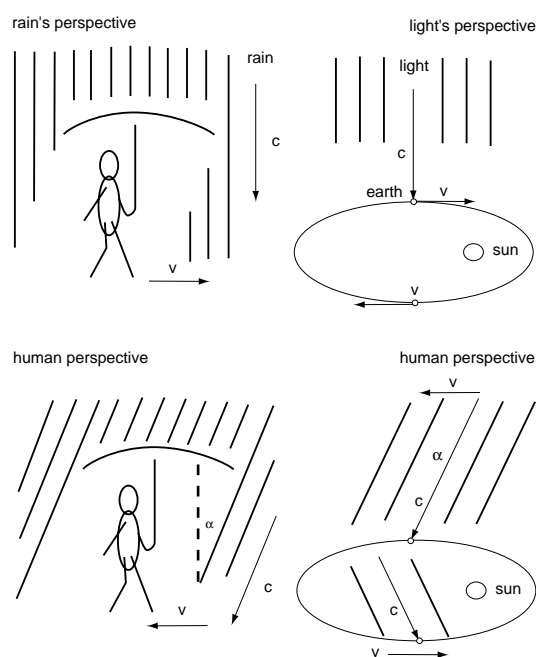 rain's perspective
light's perspective
rain
c
v
light
c
earth
v
sun
v
human perspective
human perspective
α
c
v
v
α
c
sun
c
v